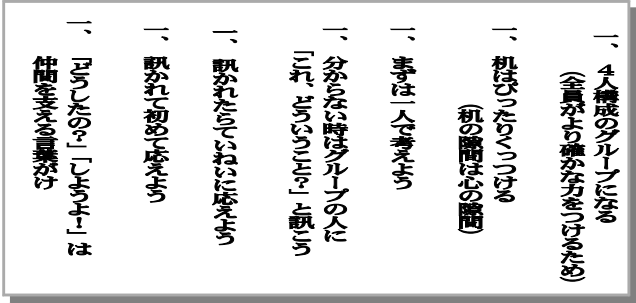 一、４人構成のグループになる
（全員がより確かな力をつけるため）
一、机はぴったりくっつける
（机の隙間は心の隙間）
一、まずは一人で考えよう
一、分からない時はグループの人に
「これ、どういうこと？」と訊こう
一、訊かれたらていねいに応えよう
一、訊かれて初めて応えよう
一、「どうしたの？」「しようよ！」は
仲間を支える言葉がけ